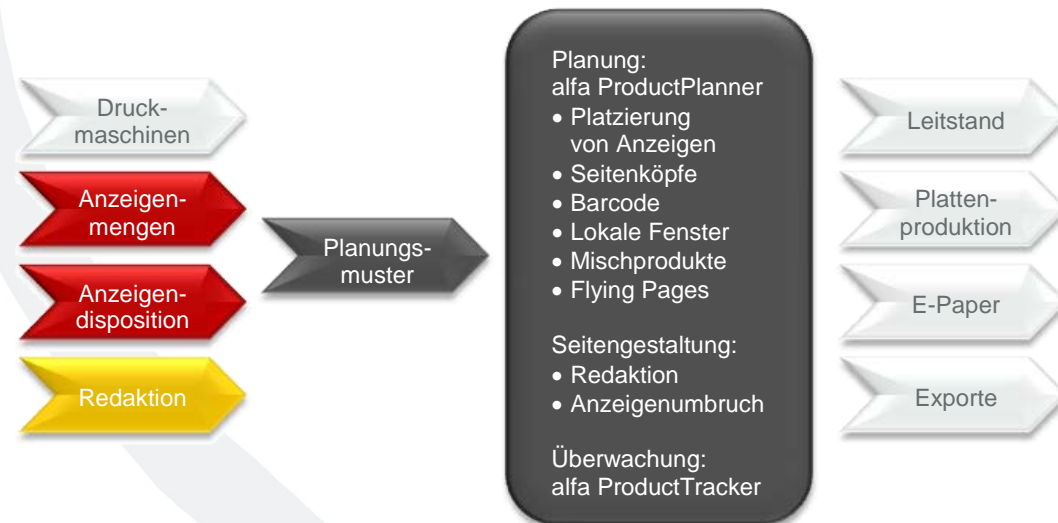 Druck-
maschinen
Anzeigen-
mengen
Anzeigen-
disposition
Redaktion
Planungs-
muster
Planung:
alfa ProductPlanner
• Platzierung
von Anzeigen
• Seitenköpfe
• Barcode
• Lokale Fenster
• Mischprodukte
• Flying Pages
Seitengestaltung:
• Redaktion
• Anzeigenumbruch
Überwachung:
alfa ProductTracker
Leitstand
Platten-
produktion
E-Paper
Exporte